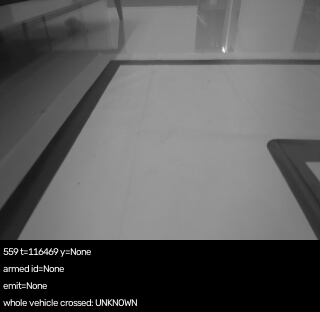 559 t=116469 y=None
armed id=None
emit=None
whole vehicle crossed: UNKNOWN